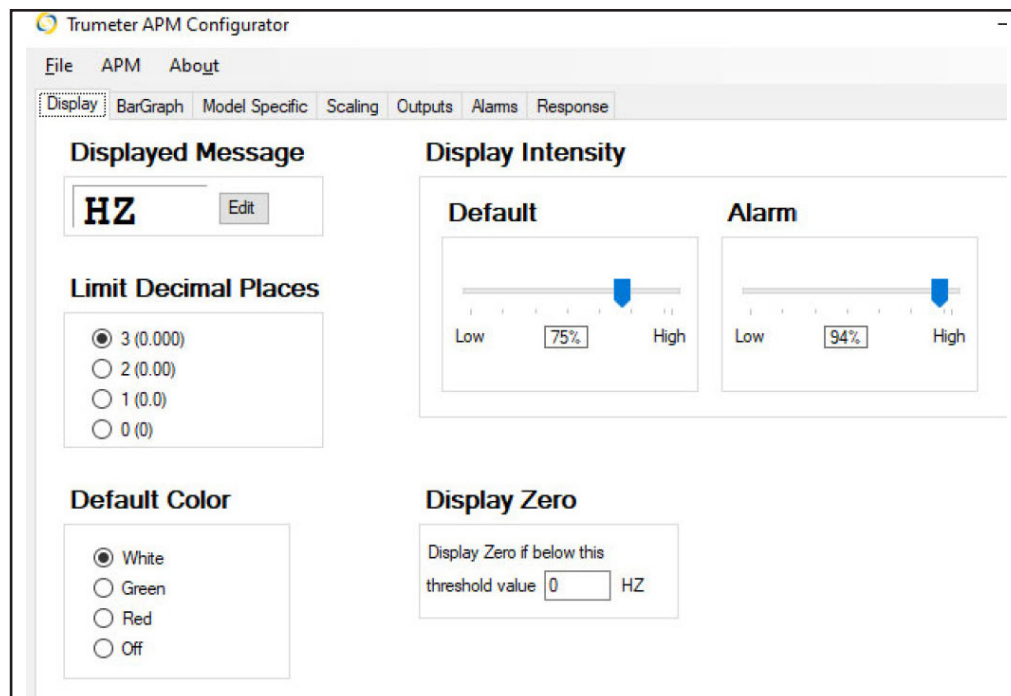 Trumeter APM Configurator
File APM About
Display BarGraph Model Specific Scaling Outputs Alarms Response
Displayed Message
HZ Edit
Limit Decimal Places
3 (0.000)
2 (0.00)
1 (0.0)
0 (0)
Default Color
White
Green
Red
Off
Display Intensity
Default
Low 75% High
Alarm
Low 94% High
Display Zero
Display Zero if below this
threshold value 0 HZ